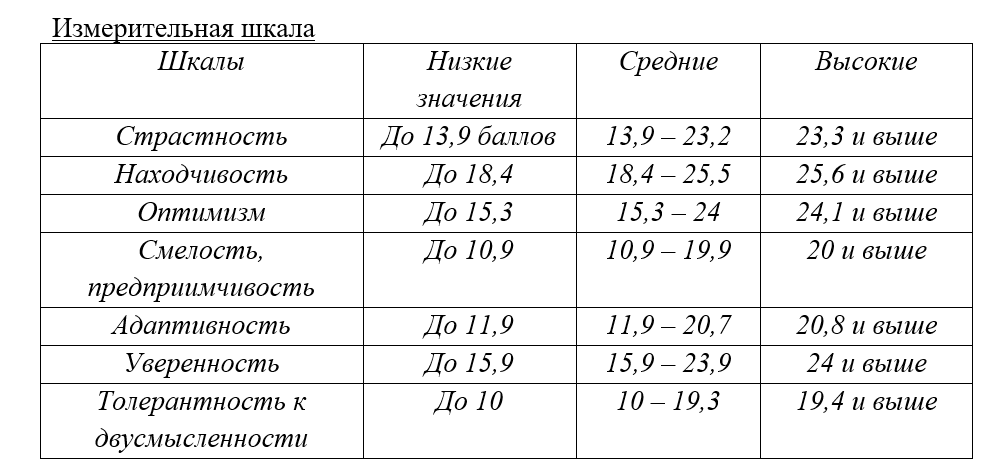 Измерительная шкала
Шкалы Низкие значения Средние Высокие
Страстность До 13,9 баллов 13,9 – 23,2 23,3 и выше
Находчивость До 18,4 18,4 – 25,5 25,6 и выше
Оптимизм До 15,3 15,3 – 24 24,1 и выше
Смелость, предприимчивость До 10,9 10,9 – 19,9 20 и выше
Адаптивность До 11,9 11,9 – 20,7 20,8 и выше
Уверенность До 15,9 15,9 – 23,9 24 и выше
Толерантность к двусмысленности До 10 10 – 19,3 19,4 и выше